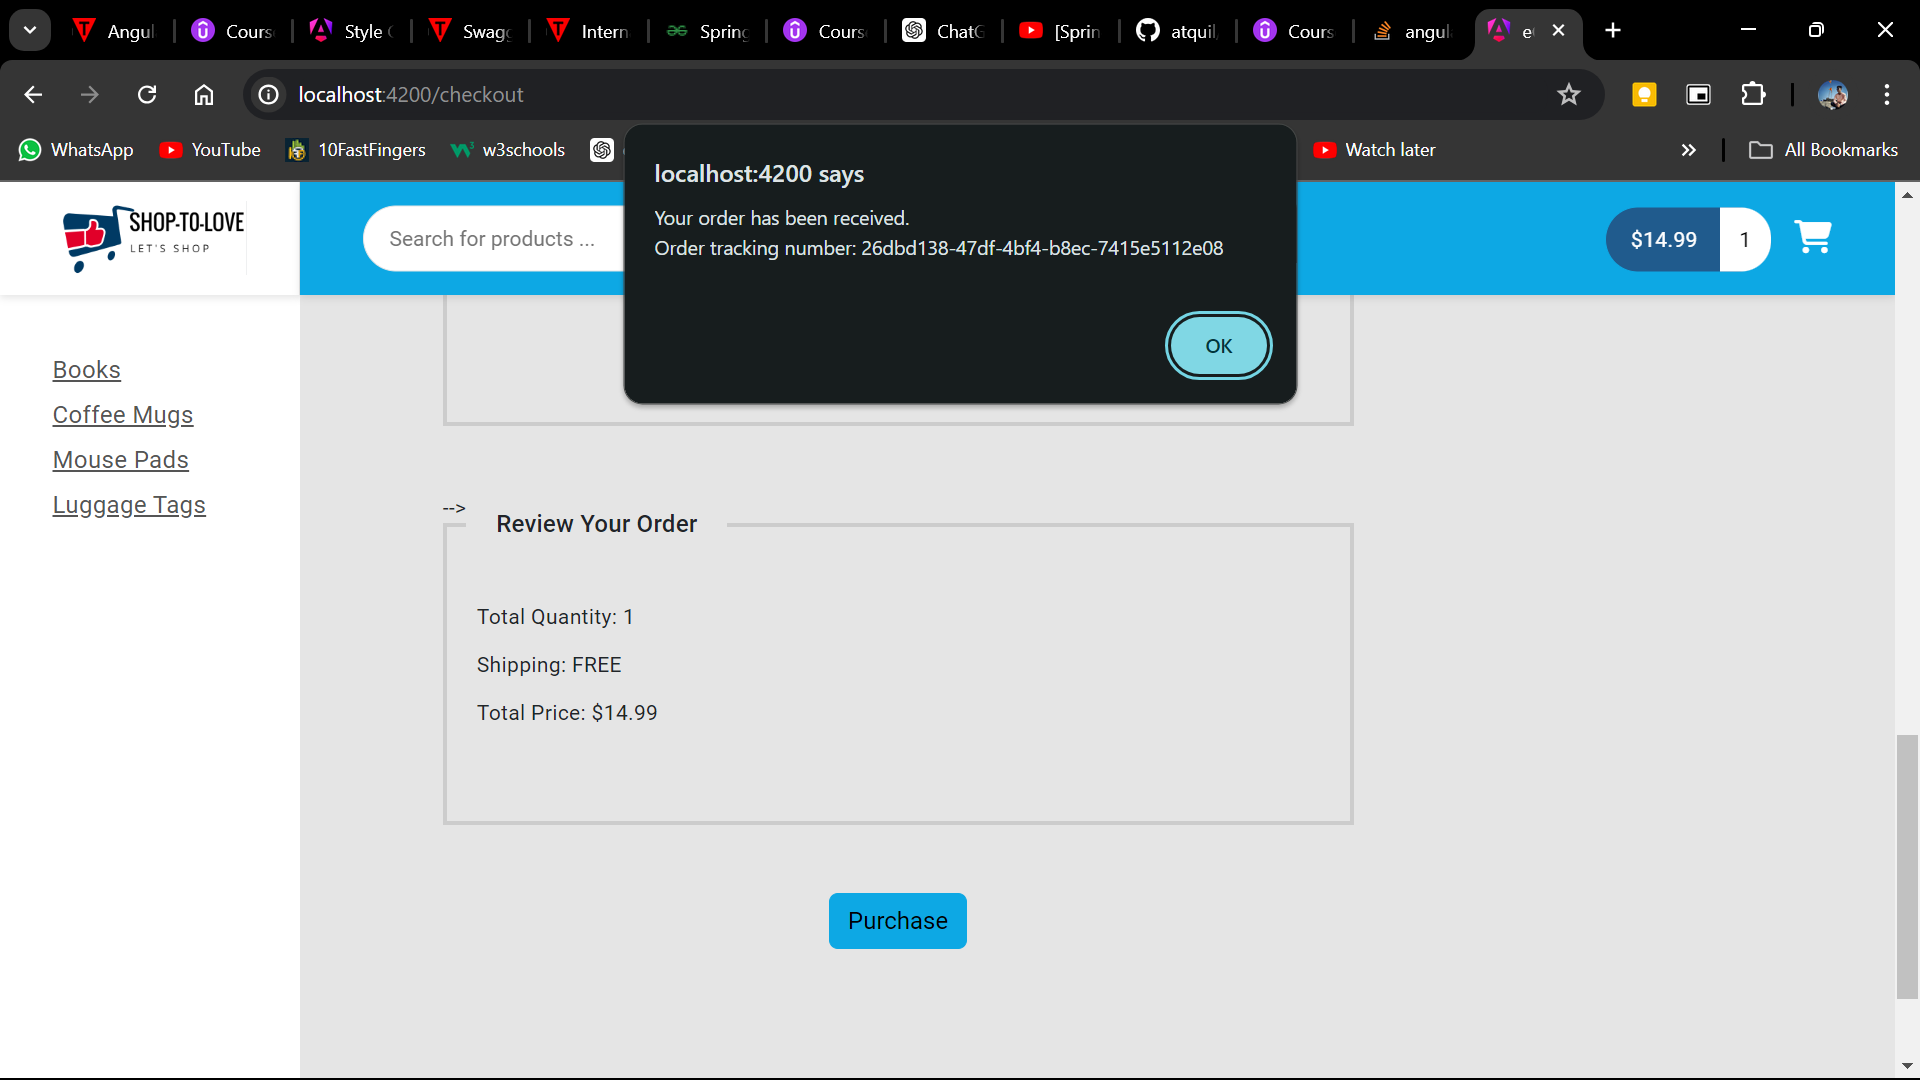 Angul
Cours
Style
Swagg
Intern
Spring
Cours
ChatG
[Sprin
atquil
Cours
angul
localhost:4200/checkout
WhatsApp
YouTube
10FastFingers
w3schools
Watch later
All Bookmarks
localhost:4200 says
Your order has been received.
Order tracking number: 26dbd138-47df-4bf4-b8ec-7415e5112e08
OK
SHOP-TO-LOVE
LET'S SHOP
Search for products ...
$14.99
1
Books
Coffee Mugs
Mouse Pads
Luggage Tags
-->
Review Your Order
Total Quantity: 1
Shipping: FREE
Total Price: $14.99
Purchase